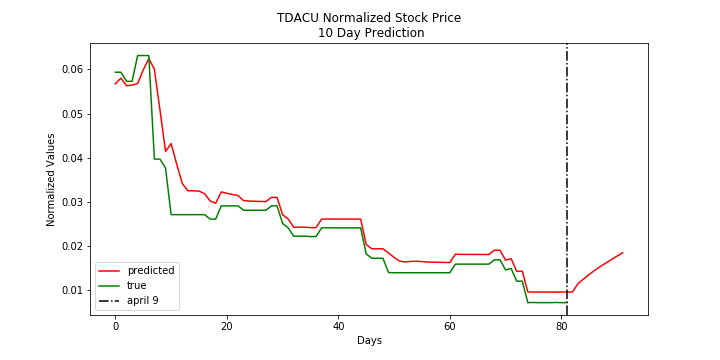 TDACU Normalized Stock Price
10 Day Prediction
Normalized Values
0.06
0.05
0.04
0.03
0.02
0.01
predicted
true
april 9
0
20
40
60
80
Days